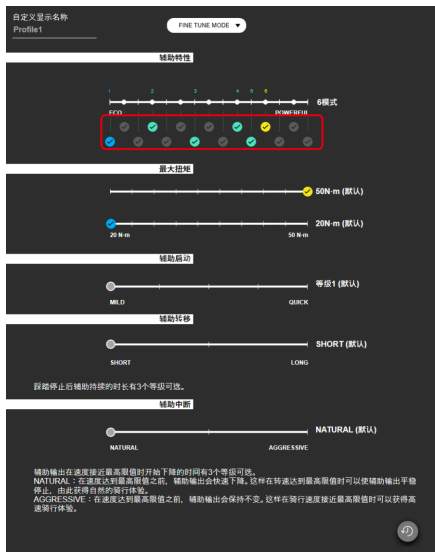 自定义显示名称
Profile1
FINE TUNE MODE
辅助特性
1 2 3 4 5 6
6模式
ECO POWERFUL
最大扭矩
50N·m (默认)
20N·m (默认)
20 N·m 50 N·m
辅助启动
等级1 (默认)
MILD QUICK
辅助转移
SHORT (默认)
SHORT LONG
踩踏停止后辅助持续的时长有3个等级可选。
辅助中断
NATURAL (默认)
NATURAL AGGRESSIVE
辅助输出在速度接近最高限值时开始下降的时间有3个等级可选。
NATURAL：在速度达到最高限值之前，辅助输出会快速下降。这样在转速达到最高限值时可以使辅助输出平稳
停止，由此获得自然的骑行体验。
AGGRESSIVE：在速度达到最高限值之前，辅助输出会保持不变。这样在骑行速度接近最高限值时可以获得高
速骑行体验。